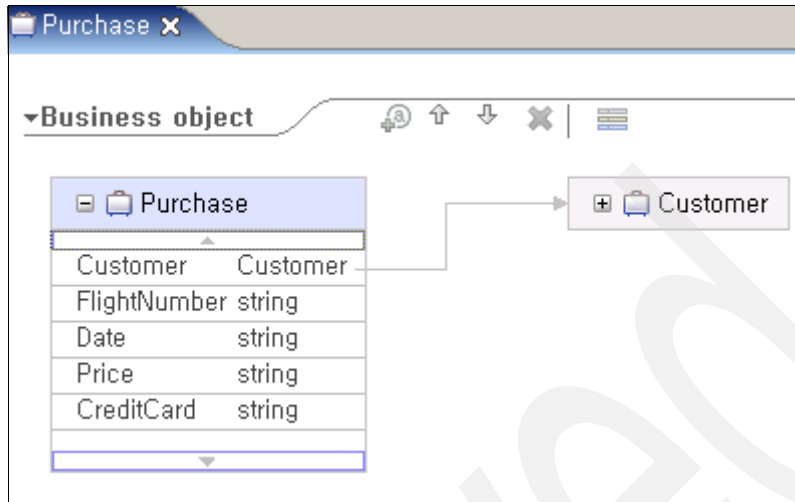 Purchase
Business object
Purchase
Customer
Customer Customer
FlightNumber string
Date string
Price string
CreditCard string